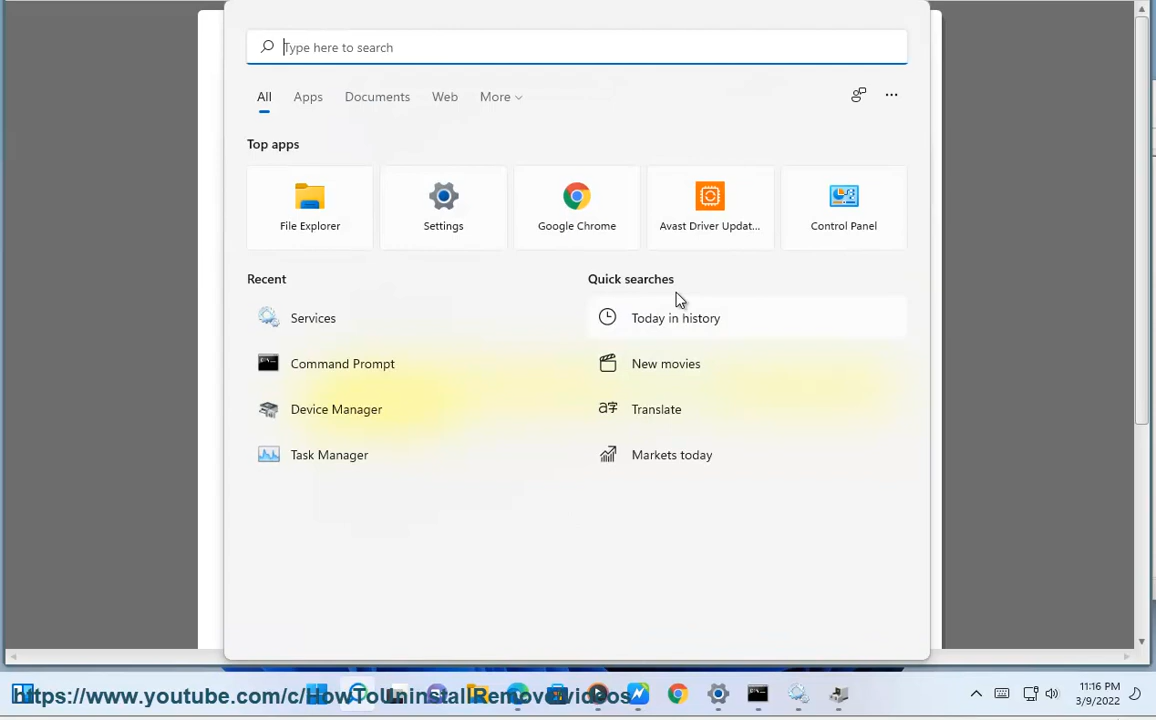 Type here to search
All Apps Documents Web More
Top apps
File Explorer Settings Google Chrome Avast Driver Updat... Control Panel
Recent Quick searches
Services Today in history
Command Prompt New movies
Device Manager Translate
Task Manager Markets today
11:16 PM
https://www.youtube.com/c/HowToUninstallRemove/videos
3/9/2022